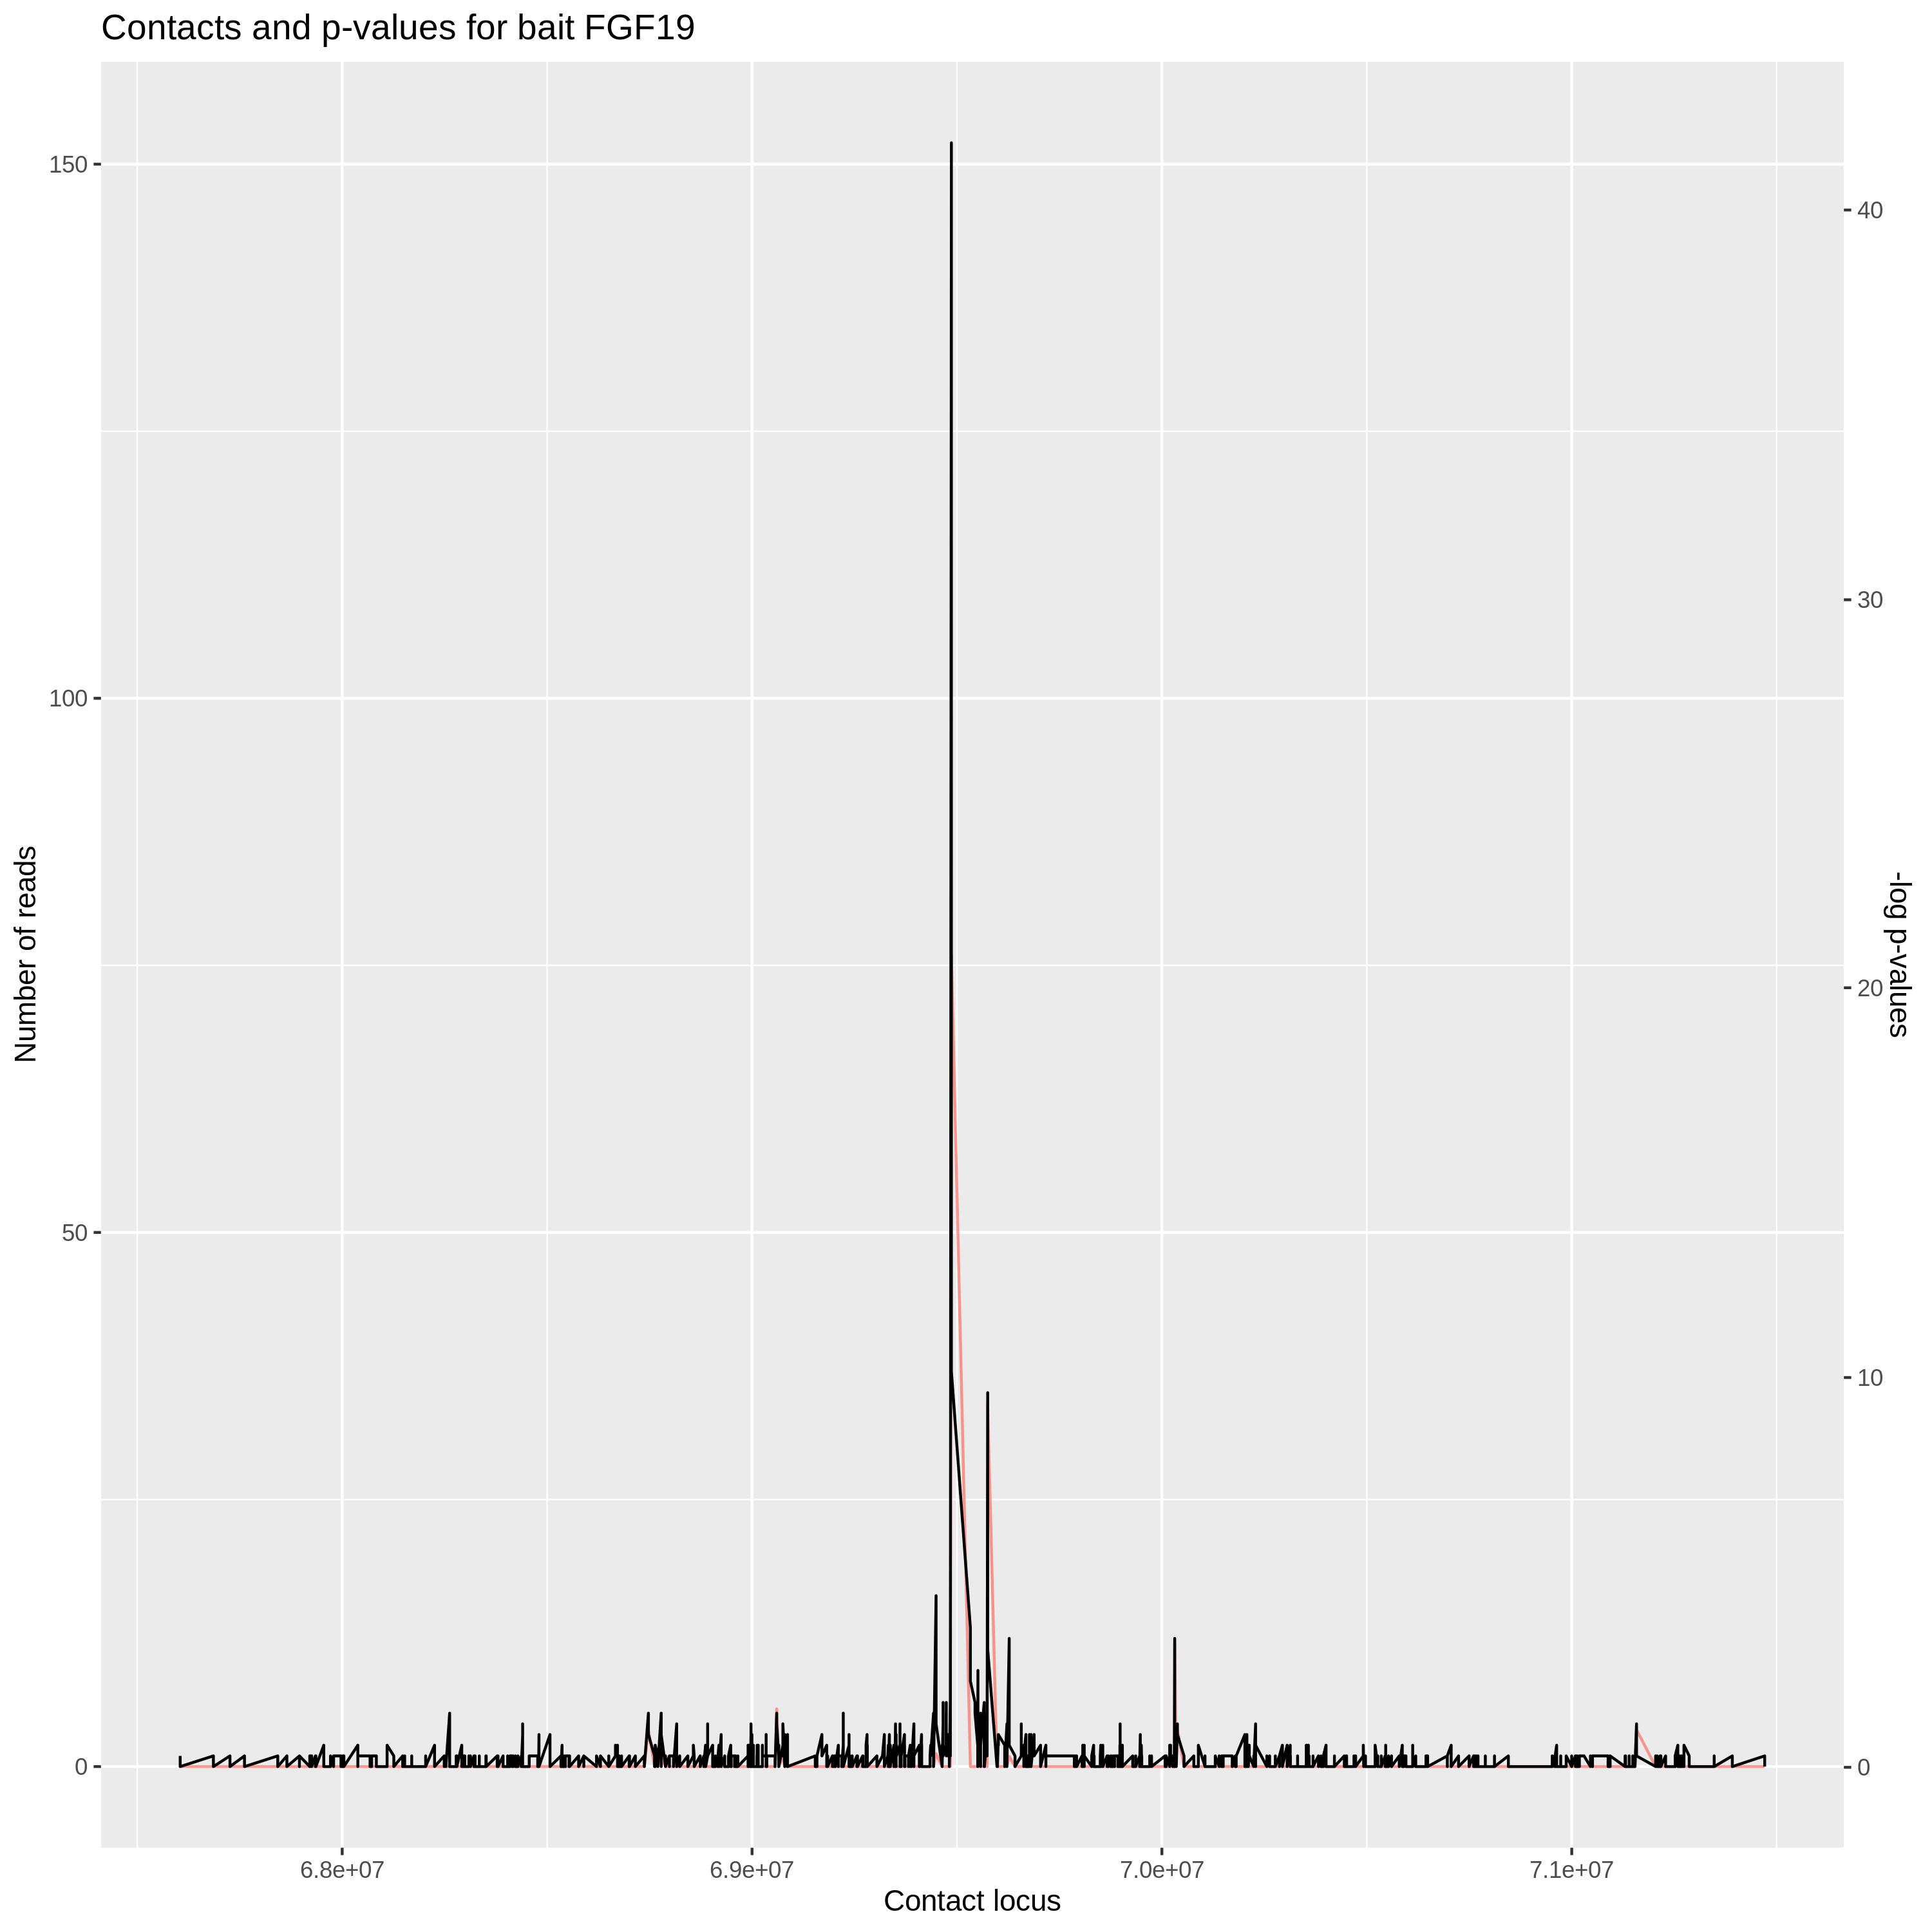 Contacts and p-values for bait FGF19
150
100
50
0
Number of reads
40
30
20
10
0
-log p-values
6.8e+07
6.9e+07
7.0e+07
7.1e+07
Contact locus